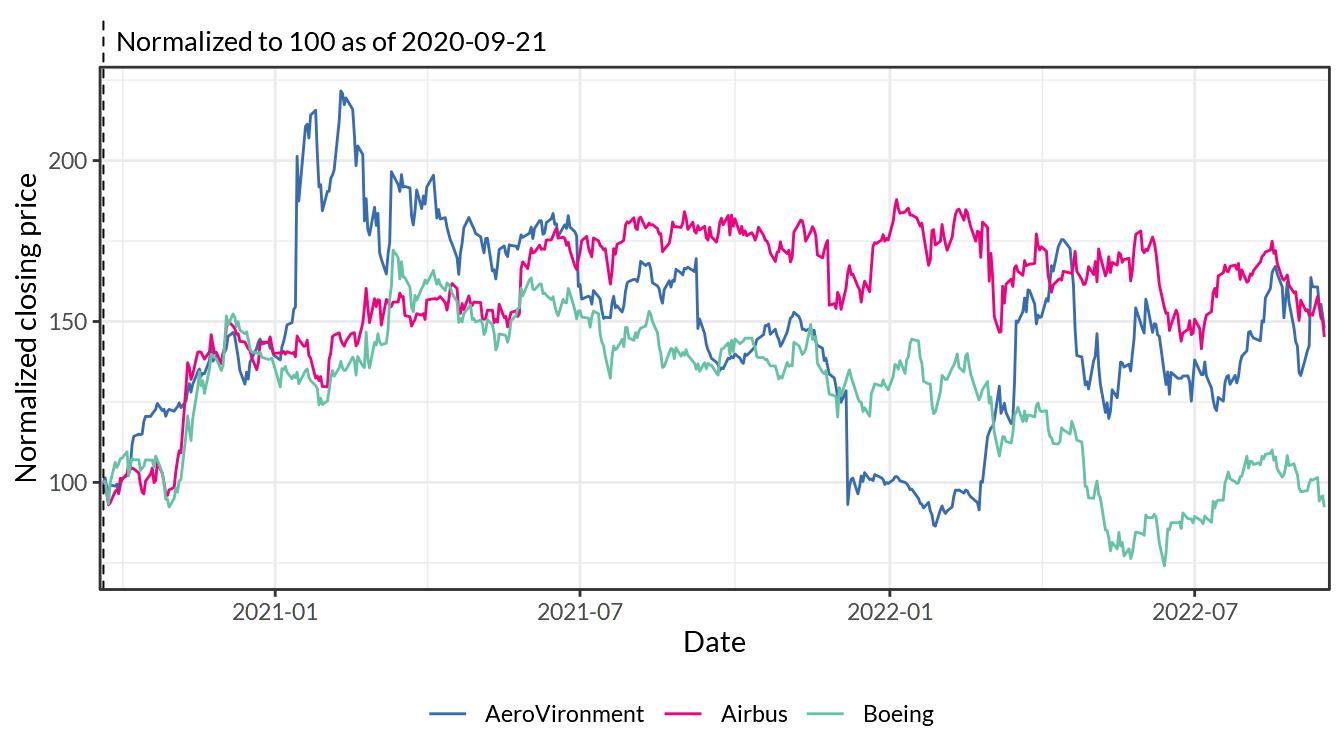 Normalized to 100 as of 2020-09-21
Normalized closing price
200
150
100
2021-01
2021-07
2022-01
2022-07
Date
AeroVironment
Airbus
Boeing